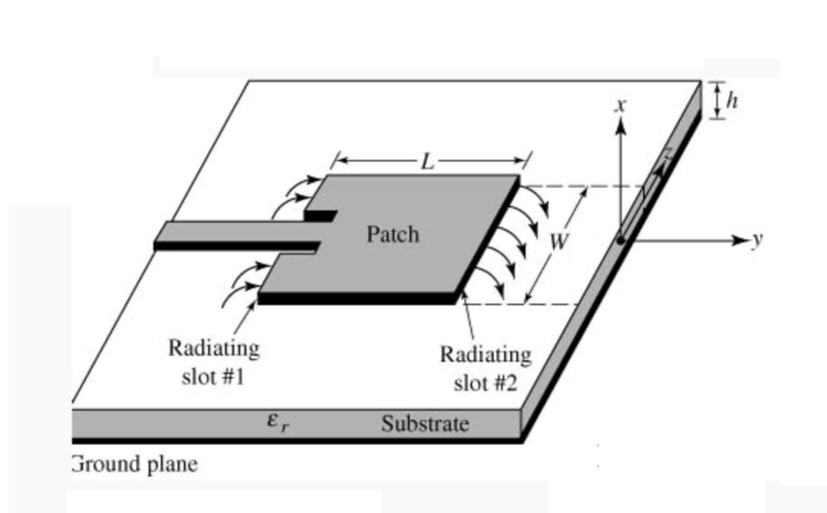 h
x
z
L
Patch
W
y
Radiating
slot #1
Radiating
slot #2
εr
Substrate
Ground plane